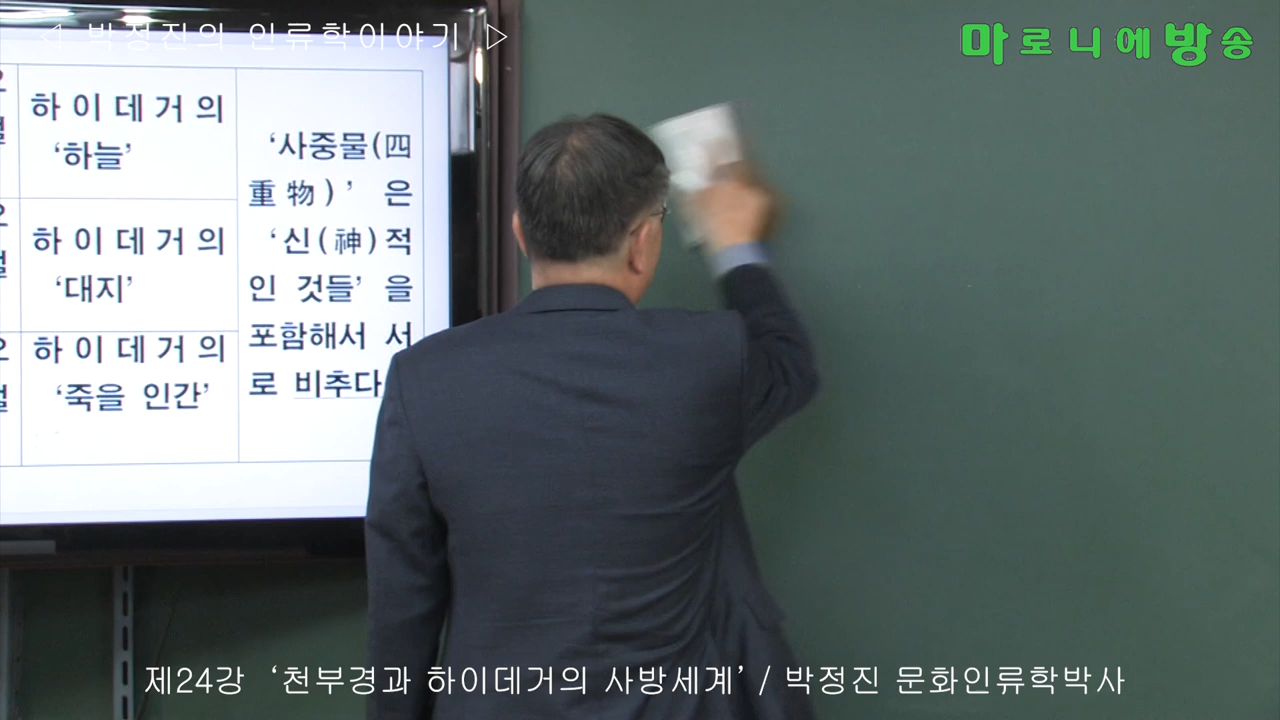 ◁ 박정진의 인류학이야기 ▷
마로니에방송
하이데거의
‘하늘’
하이데거의
‘대지’
하이데거의
‘죽을 인간’
‘사중물(四
重物)’ 은
‘신(神)적
인 것들’ 을
포함해서 서
로 비추다
제24강 ‘천부경과 하이데거의 사방세계’ / 박정진 문화인류학박사